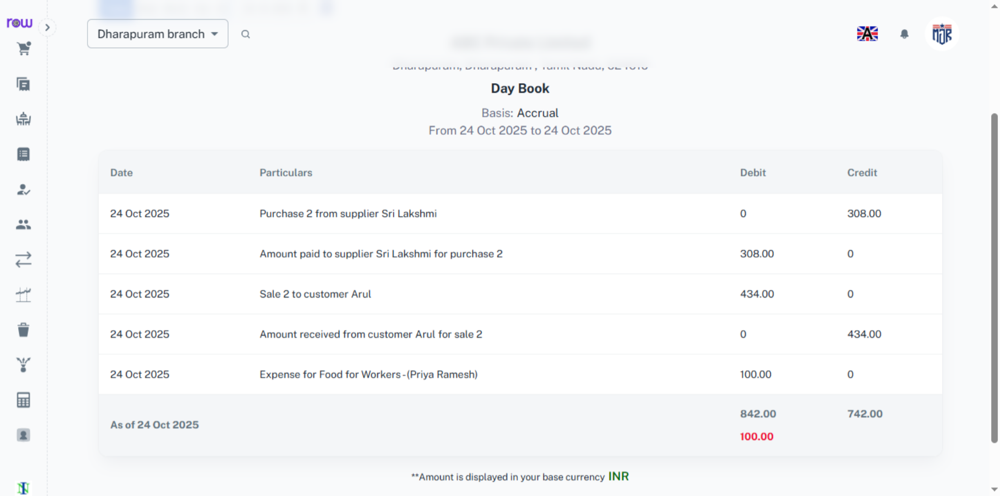 row
Dharapuram branch
A
MJR
Day Book
Basis: Accrual
From 24 Oct 2025 to 24 Oct 2025
Date Particulars Debit Credit
24 Oct 2025 Purchase 2 from supplier Sri Lakshmi 0 308.00
24 Oct 2025 Amount paid to supplier Sri Lakshmi for purchase 2 308.00 0
24 Oct 2025 Sale 2 to customer Arul 434.00 0
24 Oct 2025 Amount received from customer Arul for sale 2 0 434.00
24 Oct 2025 Expense for Food for Workers - (Priya Ramesh) 100.00 0
As of 24 Oct 2025 842.00 742.00
100.00
**Amount is displayed in your base currency INR